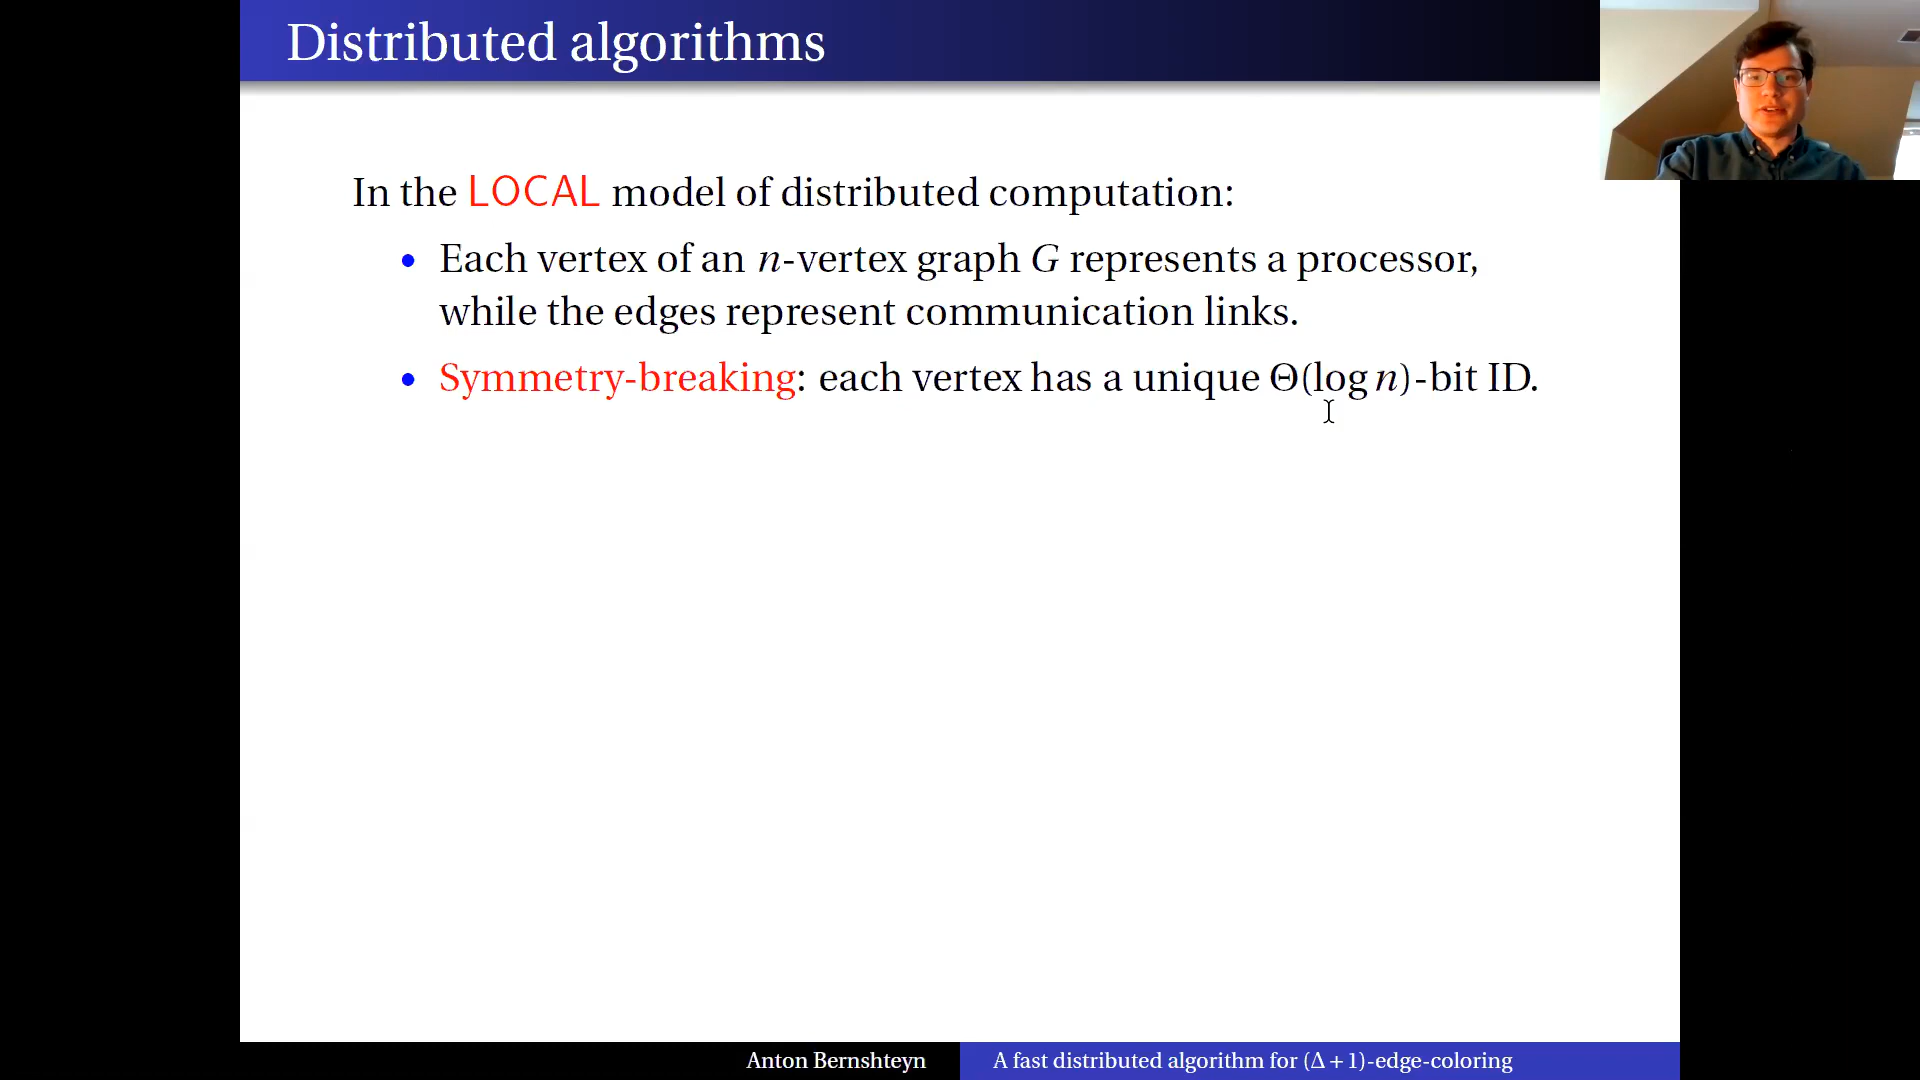 Distributed algorithms
In the LOCAL model of distributed computation:
• Each vertex of an n-vertex graph G represents a processor,
while the edges represent communication links.
• Symmetry-breaking: each vertex has a unique Θ(log n)-bit ID.
Anton Bernshteyn
A fast distributed algorithm for (Δ + 1)-edge-coloring